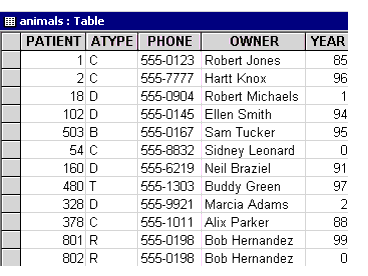 animals : Table
PATIENT ATYPE PHONE OWNER YEAR
1 C 555-0123 Robert Jones 85
2 C 555-7777 Hartt Knox 96
18 D 555-0904 Robert Michaels 1
102 D 555-0145 Ellen Smith 94
503 B 555-0167 Sam Tucker 95
54 C 555-8832 Sidney Leonard 0
160 D 555-6219 Neil Braziel 91
480 T 555-1303 Buddy Green 97
328 D 555-9921 Marcia Adams 2
378 C 555-1011 Alix Parker 88
801 R 555-0198 Bob Hernandez 99
802 R 555-0198 Bob Hernandez 0